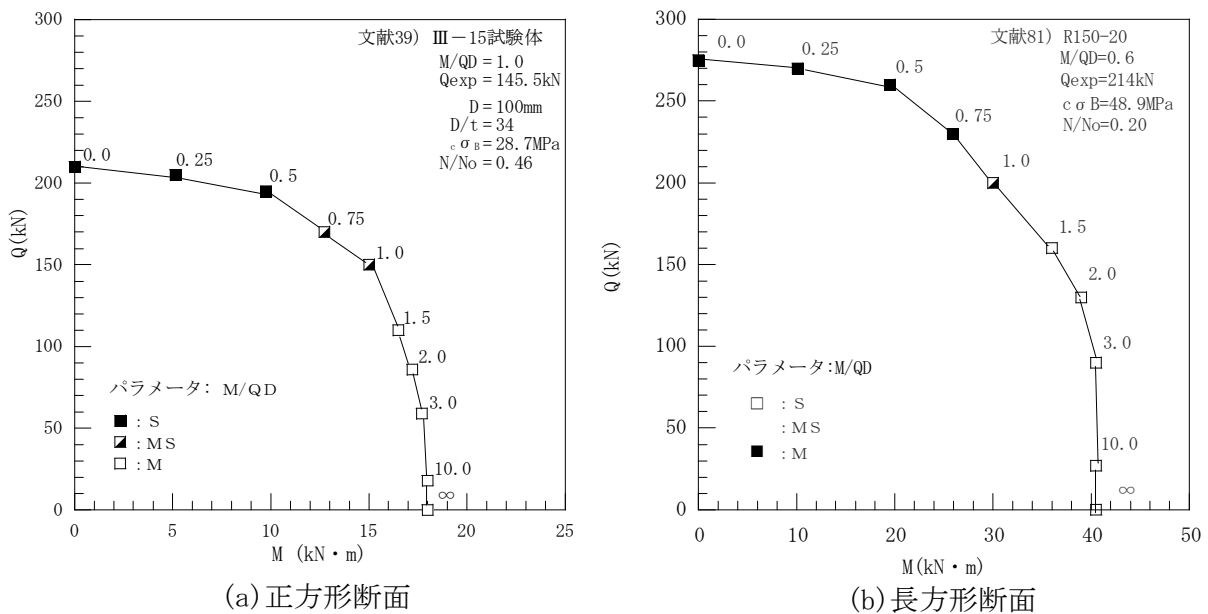 300
250
200
150
100
50
0
Q(kN)
0
5
10
15
20
25
M (kN・m)
文献39) Ⅲ－15試験体
M/QD＝1.0
Qexp＝145.5kN
D＝100mm
D/t＝34
cσB＝28.7MPa
N/No＝0.46
0.0
0.25
0.5
0.75
1.0
1.5
2.0
3.0
10.0
∞
パラメータ： M/QD
：S
：MS
：M
(a)正方形断面
300
250
200
150
100
50
0
Q(kN)
0
10
20
30
40
50
M(kN・m)
文献81) R150-20
M/QD=0.6
Qexp=214kN
cσB=48.9MPa
N/No=0.20
0.0
0.25
0.5
0.75
1.0
1.5
2.0
3.0
10.0
∞
パラメータ:M/QD
：S
：MS
：M
(b)長方形断面